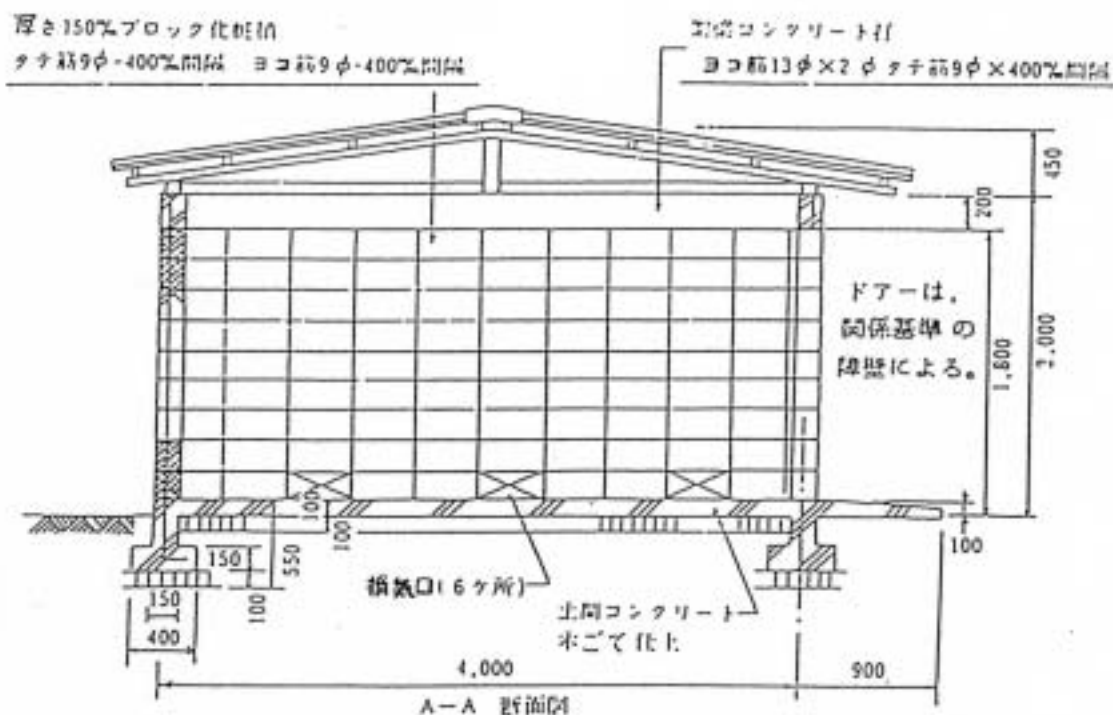 厚さ150‰ブロック化粧積
タテ筋9φ-400‰間隔 ヨコ筋9φ-400‰間隔
コンクリート
ヨコ筋13φ×2φ タテ筋9φ×400‰間隔
450
200
ドアーは、
関係基準の
障壁による。
1,800
2,000
100
100
150
550
100
150
400
100
換気口(6ヶ所)
土間コンクリート
木ごて仕上
4,000
900
A-A 断面図